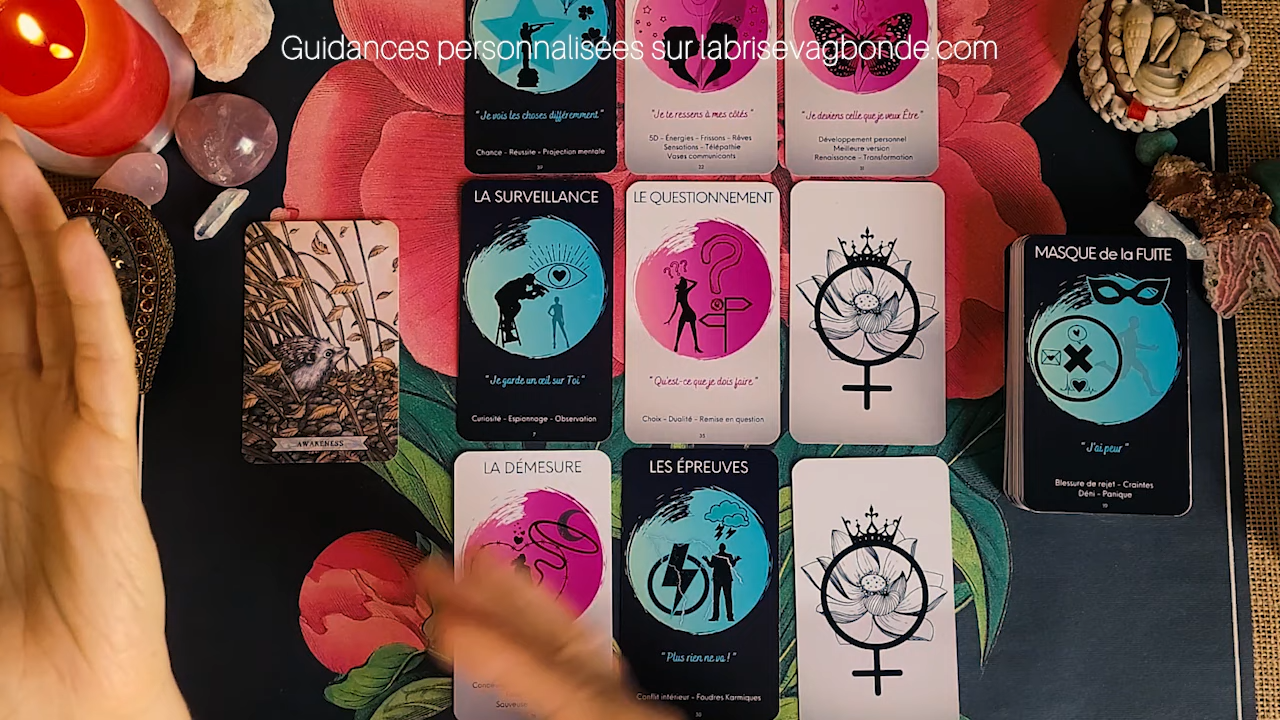 Guidances personnalisées sur labrisevagbonde.com
"Je vois les choses différemment"
Chance - Réussite - Projection mentale
"Je te ressens à mes côtés"
5D - Énergies - Frissons - Rêves
Sensations - Télépathie
Vases communicants
"Je deviens celle que je veux Être"
Développement personnel
Meilleure version
Renaissance - Transformation
LA SURVEILLANCE
"Je garde un œil sur Toi"
Curiosité - Espionnage - Observation
7
LE QUESTIONNEMENT
"Qu'est-ce que je dois faire"
Choix - Dualité - Remise en question
35
AWARENESS
MASQUE de la FUITE
"J'ai peur"
Blessure de rejet - Craintes
Déni - Panique
LA DÉMESURE
LES ÉPREUVES
"Plus rien ne va !"
Conflit intérieur - Foudres Karmiques